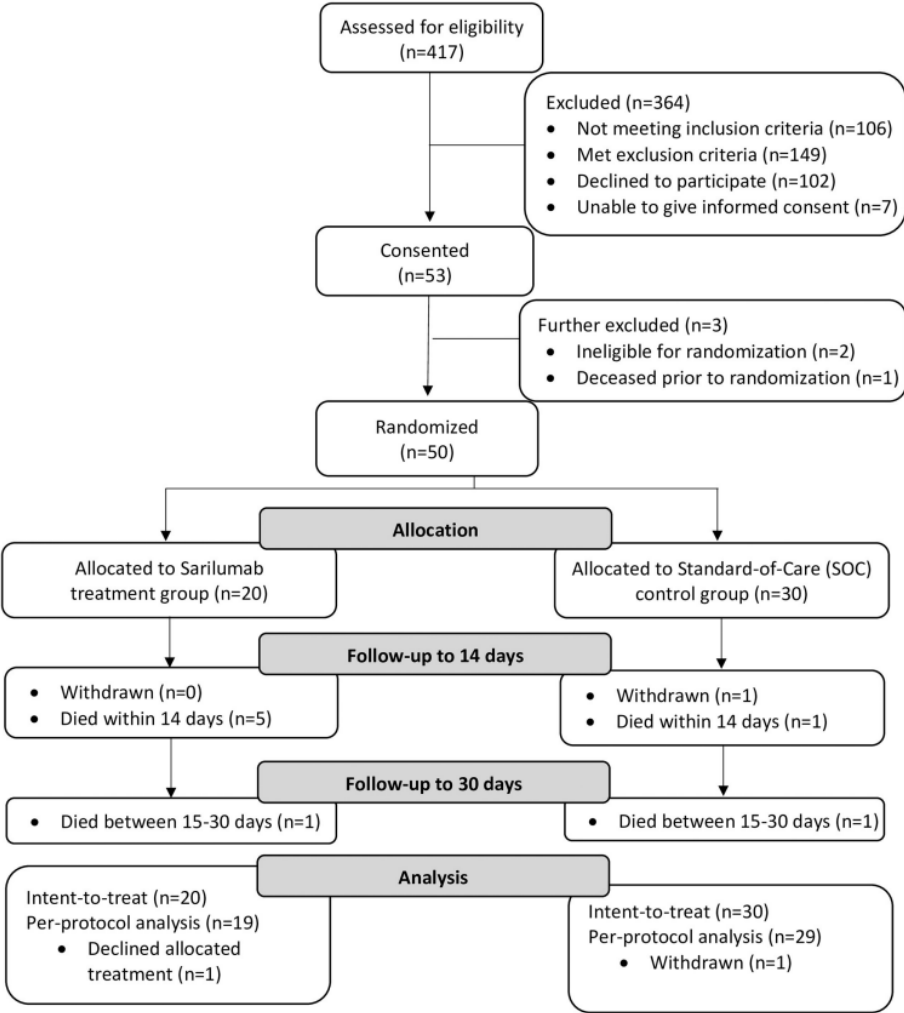 Assessed for eligibility
(n=417)
Excluded (n=364)
• Not meeting inclusion criteria (n=106)
• Met exclusion criteria (n=149)
• Declined to participate (n=102)
• Unable to give informed consent (n=7)
Consented
(n=53)
Further excluded (n=3)
• Ineligible for randomization (n=2)
• Deceased prior to randomization (n=1)
Randomized
(n=50)
Allocation
Allocated to Sarilumab
treatment group (n=20)
Allocated to Standard-of-Care (SOC)
control group (n=30)
Follow-up to 14 days
• Withdrawn (n=0)
• Died within 14 days (n=5)
• Withdrawn (n=1)
• Died within 14 days (n=1)
Follow-up to 30 days
• Died between 15-30 days (n=1)
• Died between 15-30 days (n=1)
Analysis
Intent-to-treat (n=20)
Per-protocol analysis (n=19)
• Declined allocated
treatment (n=1)
Intent-to-treat (n=30)
Per-protocol analysis (n=29)
• Withdrawn (n=1)